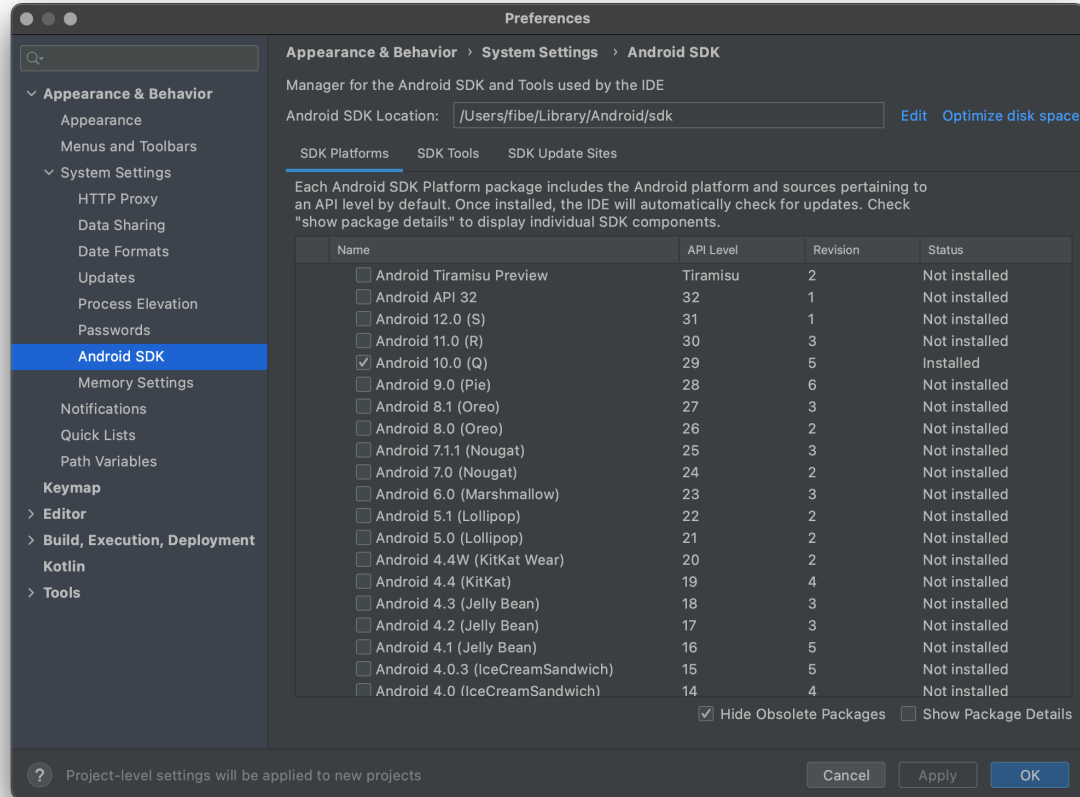 Preferences
Appearance & Behavior
Appearance
Menus and Toolbars
System Settings
HTTP Proxy
Data Sharing
Date Formats
Updates
Process Elevation
Passwords
Android SDK
Memory Settings
Notifications
Quick Lists
Path Variables
Keymap
Editor
Build, Execution, Deployment
Kotlin
Tools
Appearance & Behavior › System Settings › Android SDK
Manager for the Android SDK and Tools used by the IDE
Android SDK Location: /Users/fibe/Library/Android/sdk Edit Optimize disk space
SDK Platforms SDK Tools SDK Update Sites
Each Android SDK Platform package includes the Android platform and sources pertaining to
an API level by default. Once installed, the IDE will automatically check for updates. Check
"show package details" to display individual SDK components.
Name API Level Revision Status
Android Tiramisu Preview Tiramisu 2 Not installed
Android API 32 32 1 Not installed
Android 12.0 (S) 31 1 Not installed
Android 11.0 (R) 30 3 Not installed
Android 10.0 (Q) 29 5 Installed
Android 9.0 (Pie) 28 6 Not installed
Android 8.1 (Oreo) 27 3 Not installed
Android 8.0 (Oreo) 26 2 Not installed
Android 7.1.1 (Nougat) 25 3 Not installed
Android 7.0 (Nougat) 24 2 Not installed
Android 6.0 (Marshmallow) 23 3 Not installed
Android 5.1 (Lollipop) 22 2 Not installed
Android 5.0 (Lollipop) 21 2 Not installed
Android 4.4W (KitKat Wear) 20 2 Not installed
Android 4.4 (KitKat) 19 4 Not installed
Android 4.3 (Jelly Bean) 18 3 Not installed
Android 4.2 (Jelly Bean) 17 3 Not installed
Android 4.1 (Jelly Bean) 16 5 Not installed
Android 4.0.3 (IceCreamSandwich) 15 5 Not installed
Android 4.0 (IceCreamSandwich) 14 4 Not installed
Hide Obsolete Packages Show Package Details
? Project-level settings will be applied to new projects
Cancel Apply OK